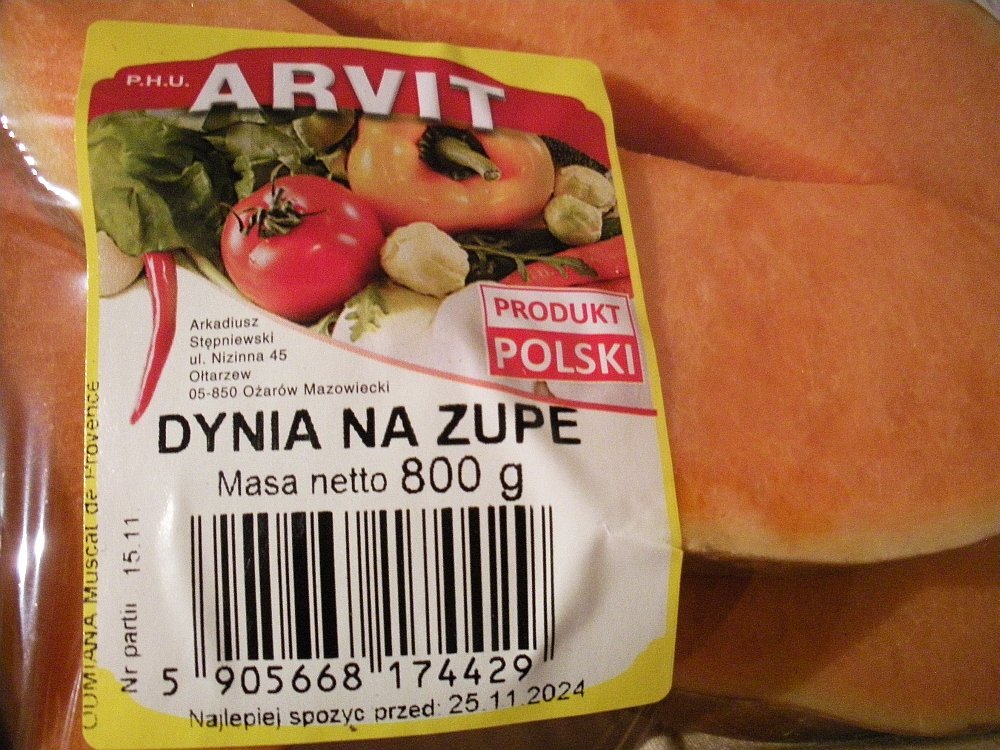 P.H.U. ARVIT
PRODUKT
POLSKI
Arkadiusz
Stępniewski
ul. Nizinna 45
Ołtarzew
05-850 Ożarów Mazowiecki
DYNIA NA ZUPE
Masa netto 800 g
5 905668 174429
Najlepiej spozyc przed: 25.11.2024
Nr partii 15.11
ODMIANA Muscat de Provence